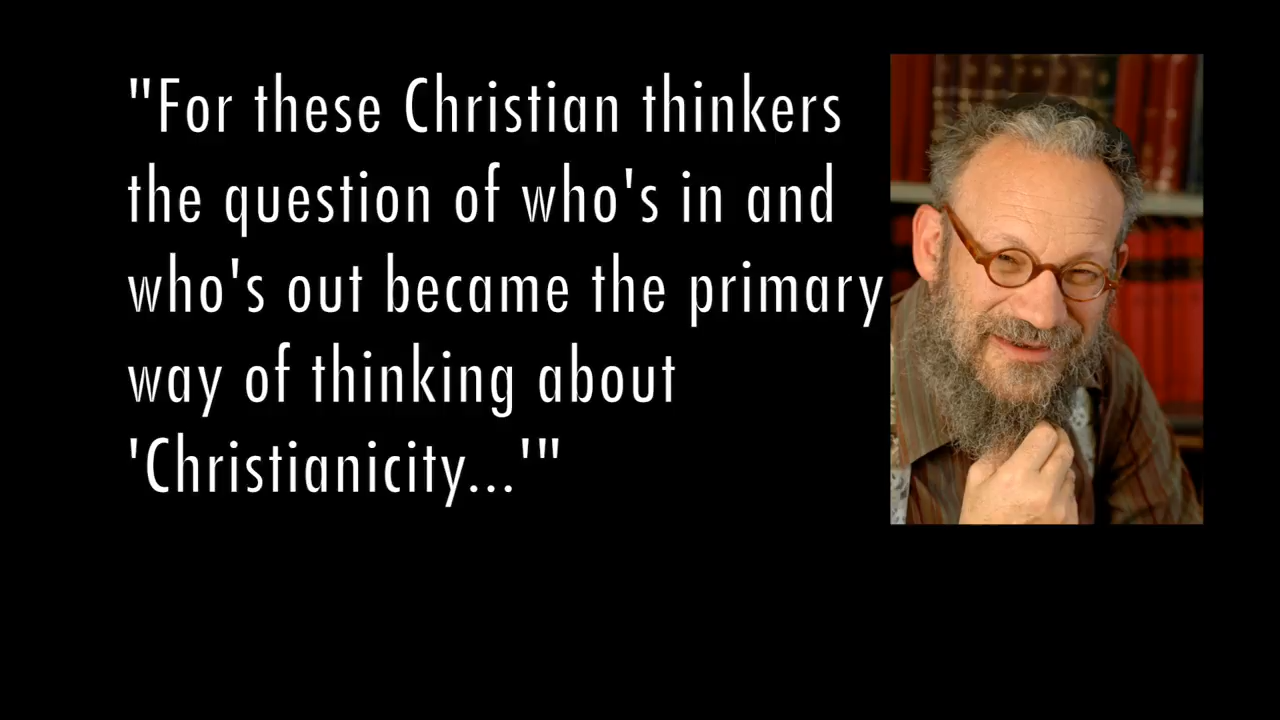 "For these Christian thinkers
the question of who's in and
who's out became the primary
way of thinking about
'Christianicity...'"